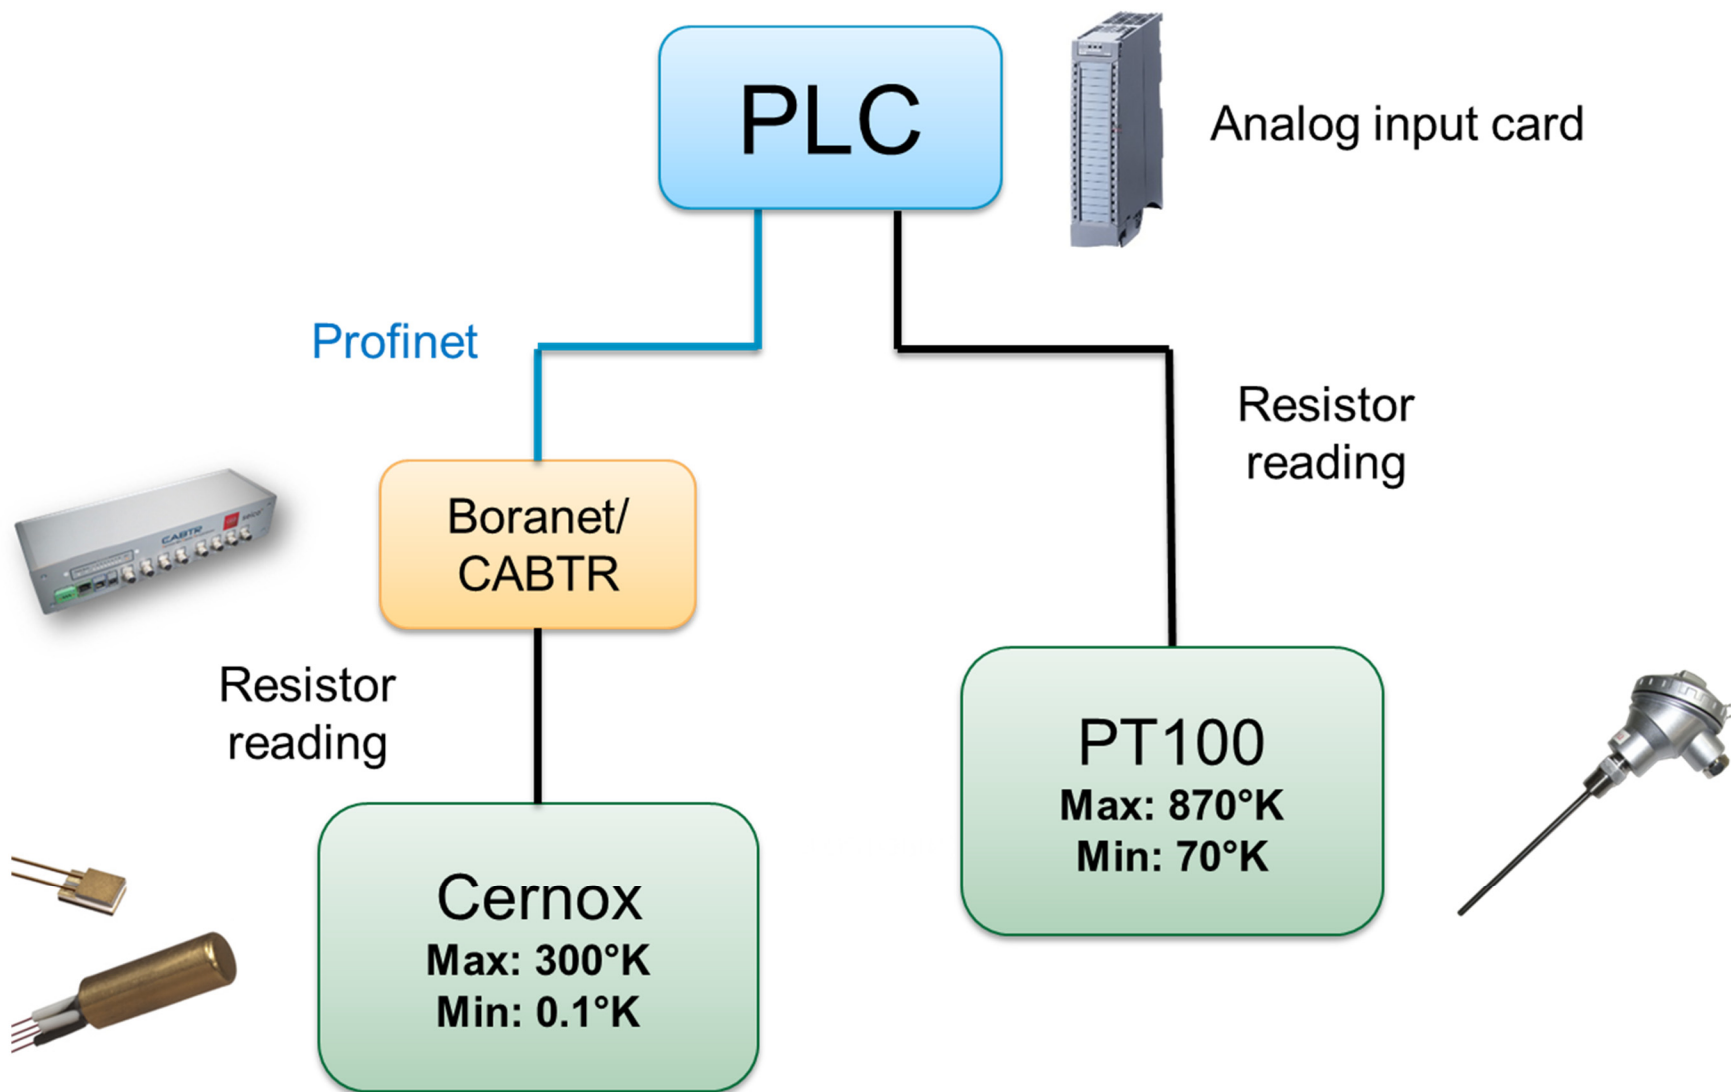 PLC
Analog input card
Profinet
Resistor
reading
Boranet/
CABTR
CABTR
Resistor
reading
PT100
Max: 870°K
Min: 70°K
Cernox
Max: 300°K
Min: 0.1°K